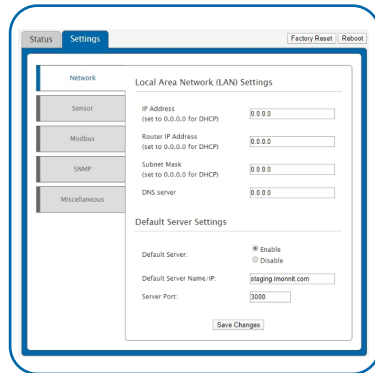 Status Settings Factory Reset Reboot
Network
Sensor
Modbus
SNMP
Miscellaneous
Local Area Network (LAN) Settings
IP Address
(set to 0.0.0.0 for DHCP)
0.0.0.0
Router IP Address
(set to 0.0.0.0 for DHCP)
0.0.0.0
Subnet Mask
(set to 0.0.0.0 for DHCP)
0.0.0.0
DNS server
0.0.0.0
Default Server Settings
Default Server:
Enable
Disable
Default Server Name/IP:
staging.imonnit.com
Server Port:
3000
Save Changes